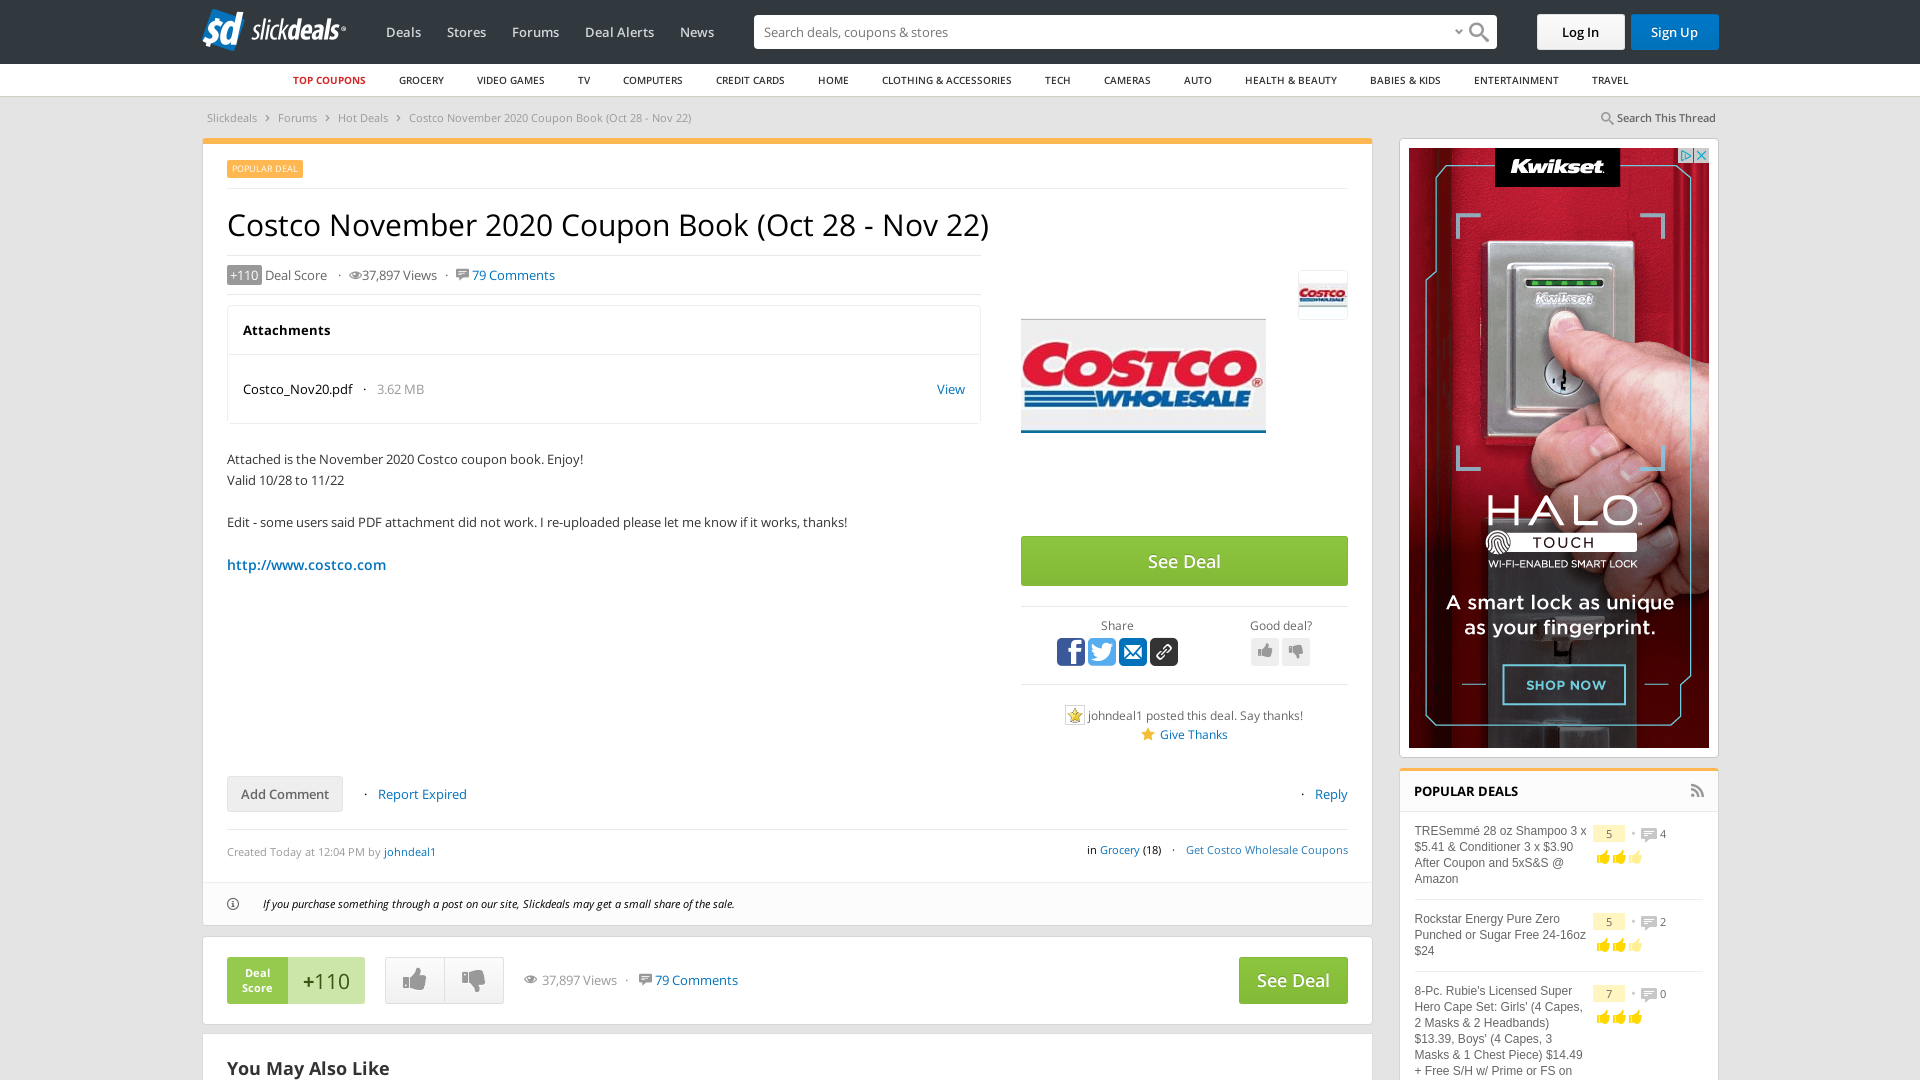 slickdeals
Deals
Stores
Forums
Deal Alerts
News
Search deals, coupons & stores
Log In
Sign Up
TOP COUPONS
GROCERY
VIDEO GAMES
TV
COMPUTERS
CREDIT CARDS
HOME
CLOTHING & ACCESSORIES
TECH
CAMERAS
AUTO
HEALTH & BEAUTY
BABIES & KIDS
ENTERTAINMENT
TRAVEL
Slickdeals › Forums › Hot Deals › Costco November 2020 Coupon Book (Oct 28 - Nov 22)
Search This Thread
POPULAR DEAL
Costco November 2020 Coupon Book (Oct 28 - Nov 22)
+110 Deal Score · 37,897 Views · 79 Comments
Attachments
Costco_Nov20.pdf · 3.62 MB
View
Attached is the November 2020 Costco coupon book. Enjoy!
Valid 10/28 to 11/22
Edit - some users said PDF attachment did not work. I re-uploaded please let me know if it works, thanks!
http://www.costco.com
COSTCO
WHOLESALE
COSTCO
WHOLESALE
See Deal
Share
Good deal?
johndeal1 posted this deal. Say thanks!
Give Thanks
Add Comment
· Report Expired
· Reply
Created Today at 12:04 PM by johndeal1
in Grocery (18) · Get Costco Wholesale Coupons
If you purchase something through a post on our site, Slickdeals may get a small share of the sale.
Deal
Score
+110
37,897 Views · 79 Comments
See Deal
You May Also Like
Kwikset
Kwikset
HALO
TOUCH
WI-FI-ENABLED SMART LOCK
A smart lock as unique
as your fingerprint.
SHOP NOW
POPULAR DEALS
TRESemmé 28 oz Shampoo 3 x
$5.41 & Conditioner 3 x $3.90
After Coupon and 5xS&S @
Amazon
5 • 4
Rockstar Energy Pure Zero
Punched or Sugar Free 24-16oz
$24
5 • 2
8-Pc. Rubie's Licensed Super
Hero Cape Set: Girls' (4 Capes,
2 Masks & 2 Headbands)
$13.39, Boys' (4 Capes, 3
Masks & 1 Chest Piece) $14.49
+ Free S/H w/ Prime or FS on
7 • 0